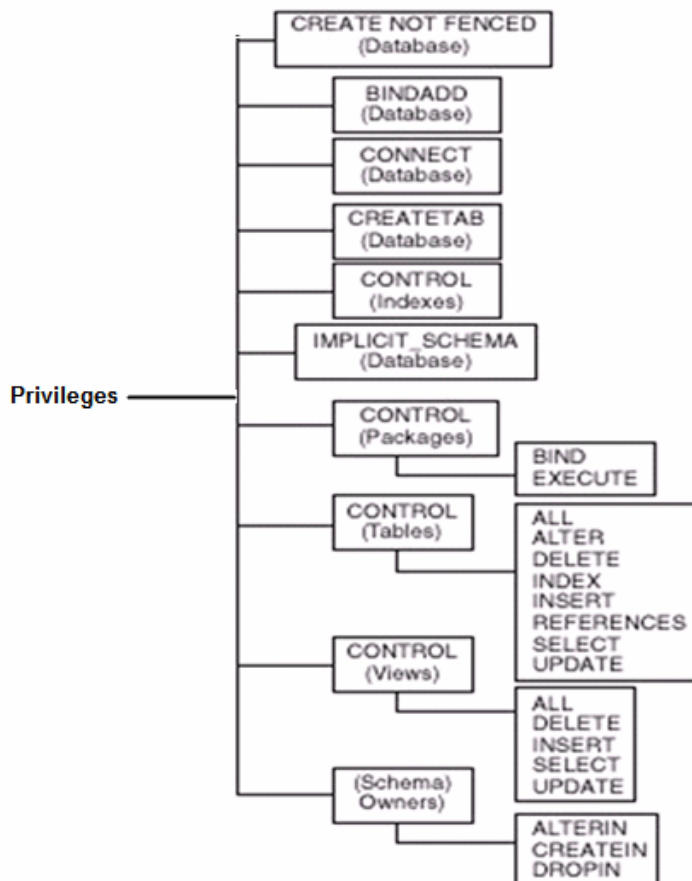 CREATE NOT FENCED
(Database)
BINDADD
(Database)
CONNECT
(Database)
CREATETAB
(Database)
CONTROL
(Indexes)
IMPLICIT_SCHEMA
(Database)
Privileges
CONTROL
(Packages)
BIND
EXECUTE
CONTROL
(Tables)
ALL
ALTER
DELETE
INDEX
INSERT
REFERENCES
SELECT
UPDATE
CONTROL
(Views)
ALL
DELETE
INSERT
SELECT
UPDATE
(Schema)
Owners)
ALTERIN
CREATEIN
DROPIN